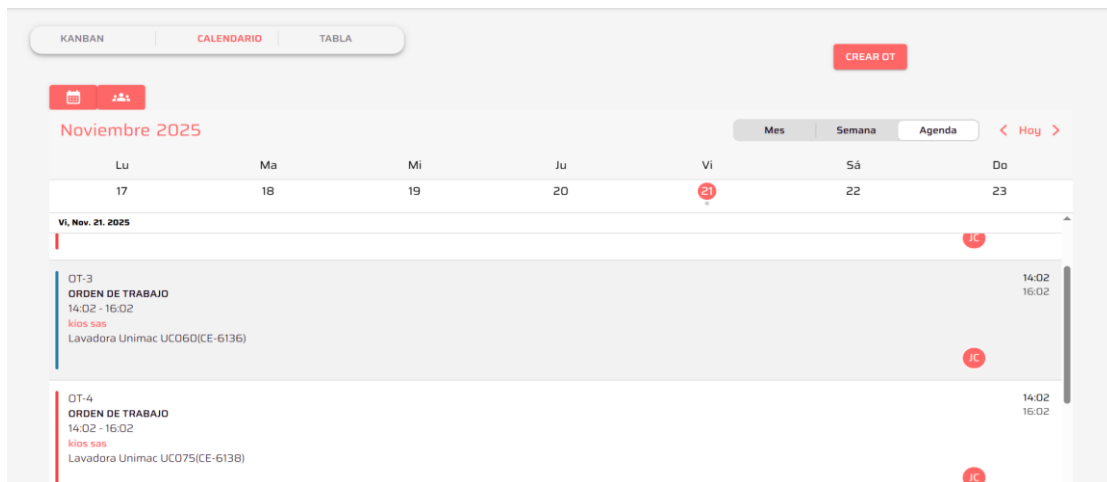 KANBAN CALENDARIO TABLA
CREAR OT
Noviembre 2025
Mes Semana Agenda Hoy
Lu Ma Mi Ju Vi Sá Do
17 18 19 20 21 22 23
Vi, Nov. 21. 2025
JC
OT-3 14:02
ORDEN DE TRABAJO 16:02
14:02 - 16:02
kios sas
Lavadora Unimac UC060(CE-6136)
JC
OT-4 14:02
ORDEN DE TRABAJO 16:02
14:02 - 16:02
kios sas
Lavadora Unimac UC075(CE-6138)
JC